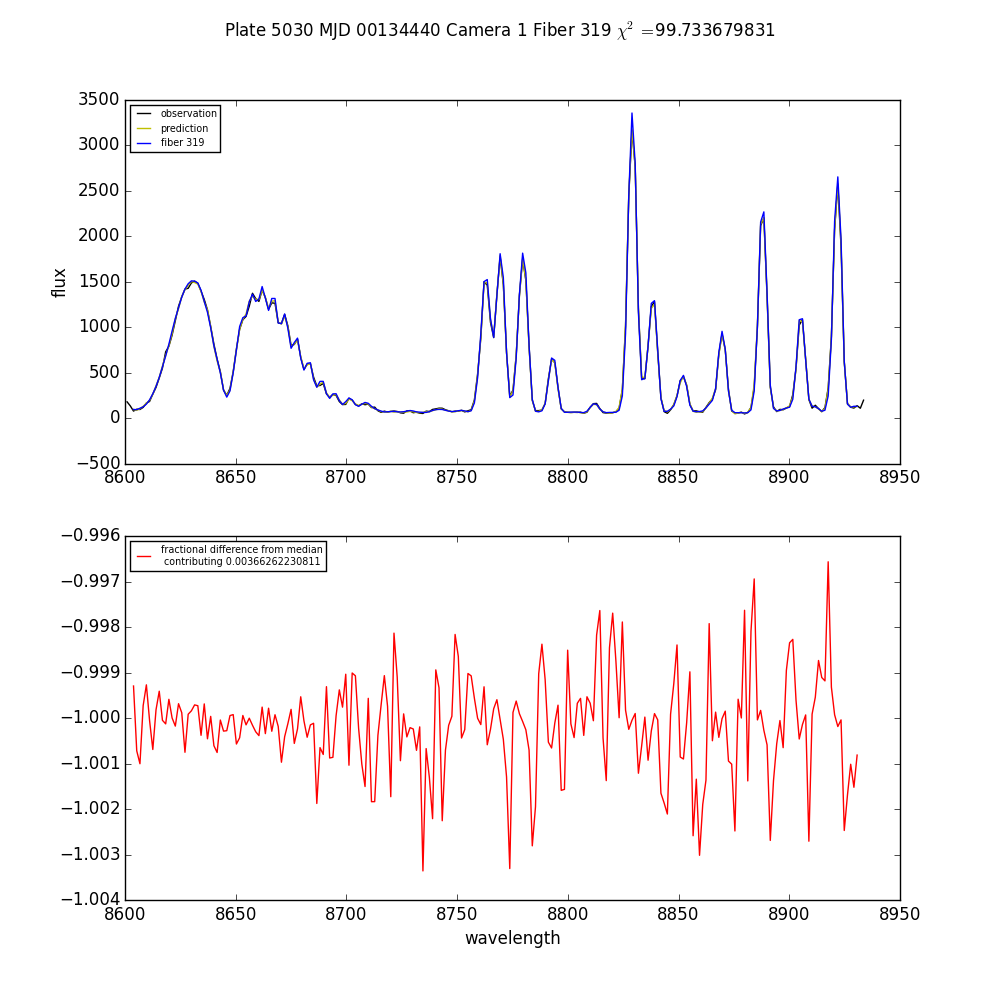 Plate 5030 MJD 00134440 Camera 1 Fiber 319 χ² =99.733679831
3500
3000
2500
2000
1500
1000
500
0
−500
flux
observation
prediction
fiber 319
8600 8650 8700 8750 8800 8850 8900 8950
−0.996
−0.997
−0.998
−0.999
−1.000
−1.001
−1.002
−1.003
−1.004
fractional difference from median
contributing 0.00366262230811
8600 8650 8700 8750 8800 8850 8900 8950
wavelength